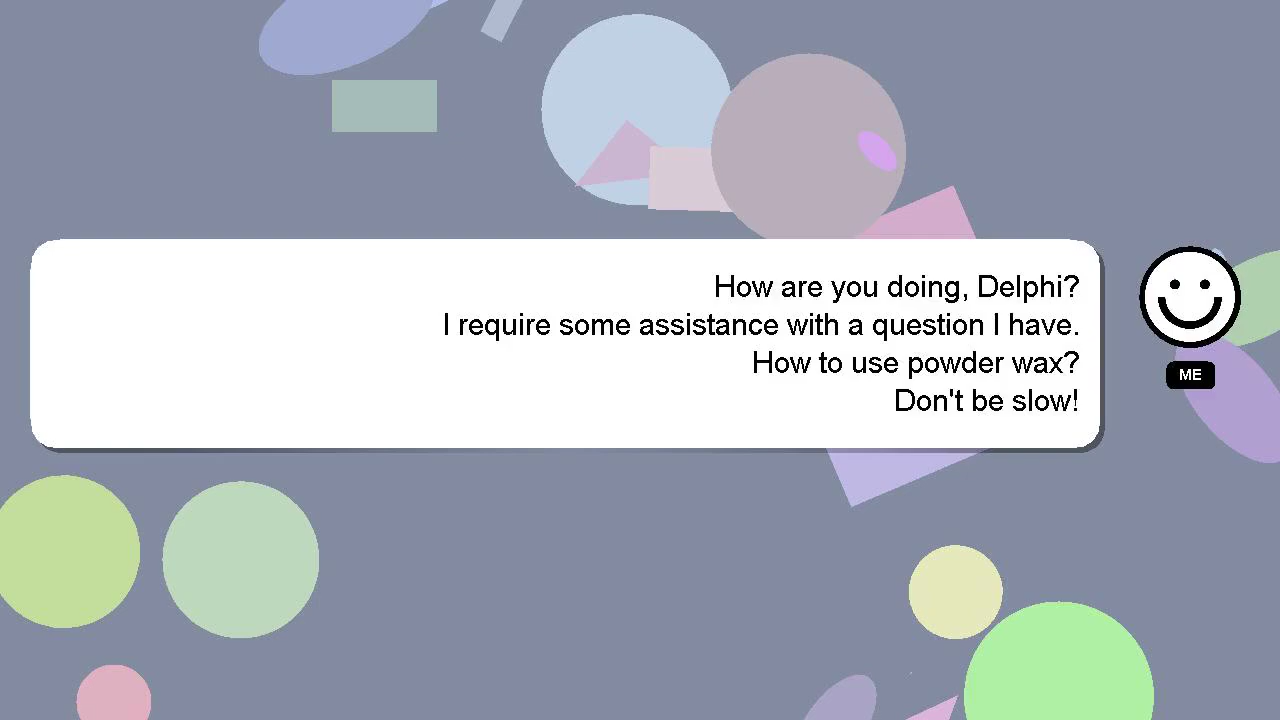 How are you doing, Delphi?
I require some assistance with a question I have.
How to use powder wax?
Don't be slow!
ME